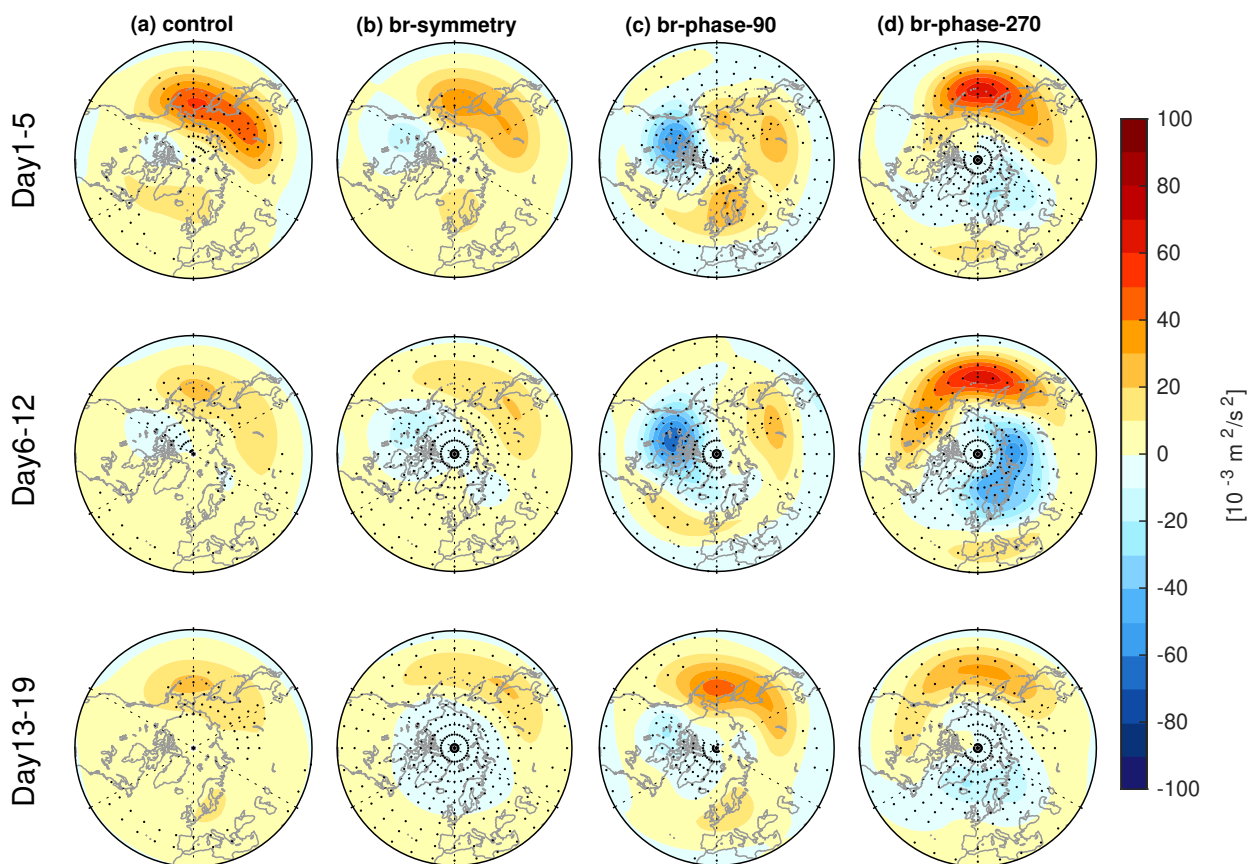 (a) control (b) br-symmetry (c) br-phase-90 (d) br-phase-270
Day1-5
Day6-12
Day13-19
100
80
60
40
20
0
-20
-40
-60
-80
-100
[10⁻³ m ²/s ²]